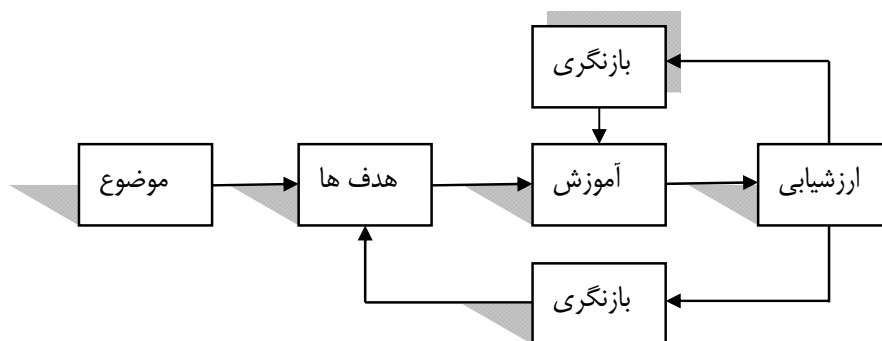 بازنگری
موضوع
هدف ها
آموزش
ارزشیابی
بازنگری